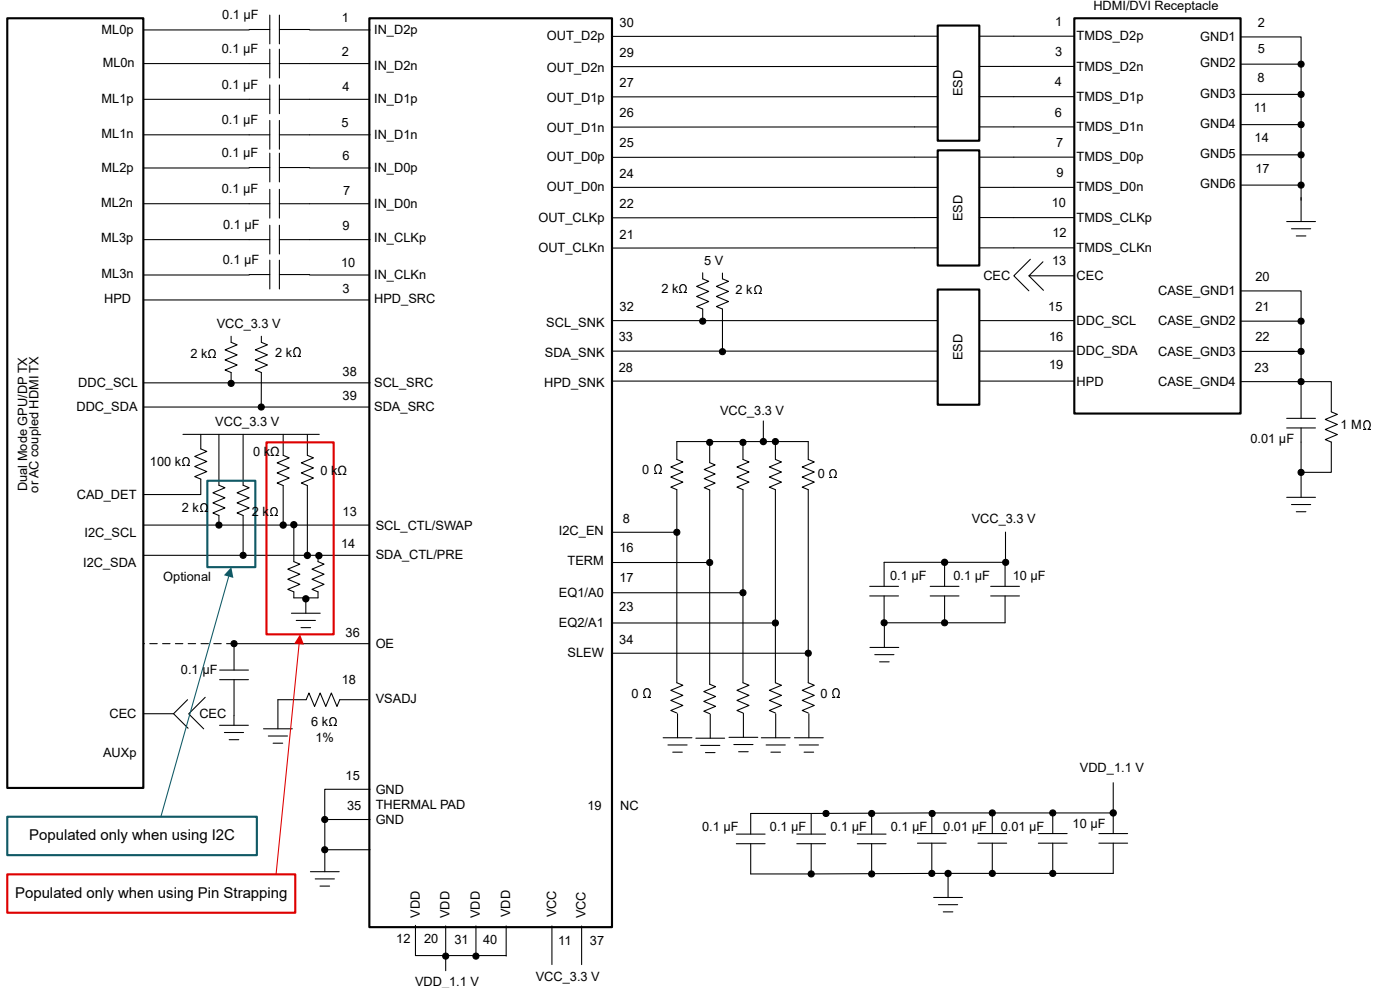 HDMI/DVI Receptacle
Dual Mode GPU/DP TX
or AC coupled HDMI TX
ML0p
0.1 µF
1
IN_D2p
ML0n
0.1 µF
2
IN_D2n
ML1p
0.1 µF
4
IN_D1p
ML1n
0.1 µF
5
IN_D1n
ML2p
0.1 µF
6
IN_D0p
ML2n
0.1 µF
7
IN_D0n
ML3p
0.1 µF
9
IN_CLKp
ML3n
0.1 µF
10
IN_CLKn
HPD
3
HPD_SRC
VCC_3.3 V
2 kΩ
2 kΩ
DDC_SCL
38
SCL_SRC
DDC_SDA
39
SDA_SRC
VCC_3.3 V
100 kΩ
0 kΩ
0 kΩ
CAD_DET
2 kΩ
2 kΩ
I2C_SCL
13
SCL_CTL/SWAP
I2C_SDA
14
SDA_CTL/PRE
Optional
36
OE
0.1 µF
18
VSADJ
6 kΩ
1%
CEC
CEC
AUXp
15
GND
35
THERMAL PAD
GND
Populated only when using I2C
Populated only when using Pin Strapping
VDD
VDD
VDD
VDD
VCC
VCC
12
20
31
40
11
37
VDD_1.1 V
VCC_3.3 V
OUT_D2p
30
OUT_D2n
29
OUT_D1p
27
OUT_D1n
26
OUT_D0p
25
OUT_D0n
24
OUT_CLKp
22
OUT_CLKn
21
5 V
2 kΩ
2 kΩ
SCL_SNK
32
SDA_SNK
33
HPD_SNK
28
ESD
ESD
ESD
VCC_3.3 V
0 Ω
0 Ω
I2C_EN
8
TERM
16
EQ1/A0
17
EQ2/A1
23
SLEW
34
0 Ω
0 Ω
19
NC
1
TMDS_D2p
3
TMDS_D2n
4
TMDS_D1p
6
TMDS_D1n
7
TMDS_D0p
9
TMDS_D0n
10
TMDS_CLKp
12
TMDS_CLKn
13
CEC
CEC
15
DDC_SCL
16
DDC_SDA
19
HPD
GND1
2
GND2
5
GND3
8
GND4
11
GND5
14
GND6
17
CASE_GND1
20
CASE_GND2
21
CASE_GND3
22
CASE_GND4
23
0.01 µF
1 MΩ
VCC_3.3 V
0.1 µF
0.1 µF
10 µF
VDD_1.1 V
0.1 µF
0.1 µF
0.1 µF
0.1 µF
0.01 µF
0.01 µF
10 µF